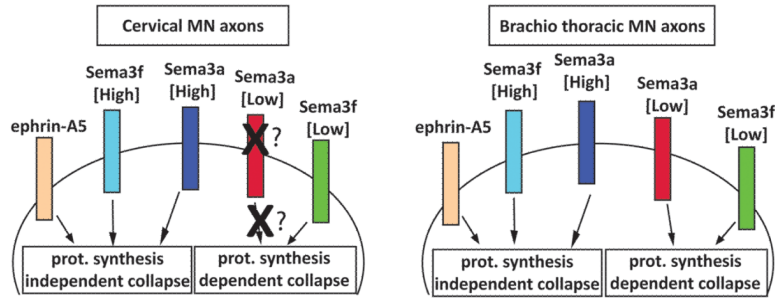 Cervical MN axons
Sema3f
[High]
Sema3a
[High]
Sema3a
[Low]
Sema3f
[Low]
ephrin-A5
X?
X?
prot. synthesis
independent collapse
prot. synthesis
dependent collapse
Brachio thoracic MN axons
Sema3f
[High]
Sema3a
[High]
Sema3a
[Low]
Sema3f
[Low]
ephrin-A5
prot. synthesis
independent collapse
prot. synthesis
dependent collapse